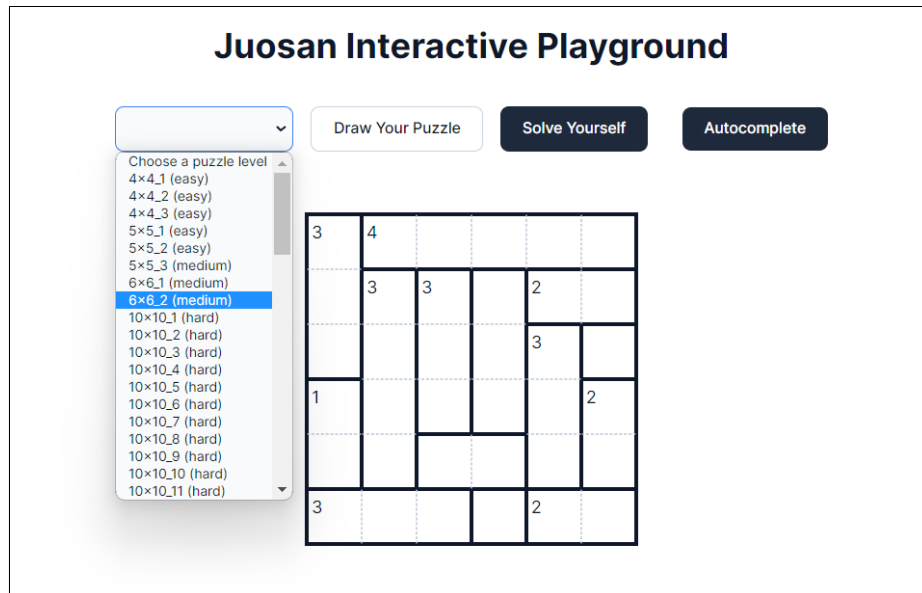 Juosan Interactive Playground
Draw Your Puzzle
Solve Yourself
Autocomplete
Choose a puzzle level
4×4_1 (easy)
4×4_2 (easy)
4×4_3 (easy)
5×5_1 (easy)
5×5_2 (easy)
5×5_3 (medium)
6×6_1 (medium)
6×6_2 (medium)
10×10_1 (hard)
10×10_2 (hard)
10×10_3 (hard)
10×10_4 (hard)
10×10_5 (hard)
10×10_6 (hard)
10×10_7 (hard)
10×10_8 (hard)
10×10_9 (hard)
10×10_10 (hard)
10×10_11 (hard)
3 4
3 3 2
3
1 2
3 2